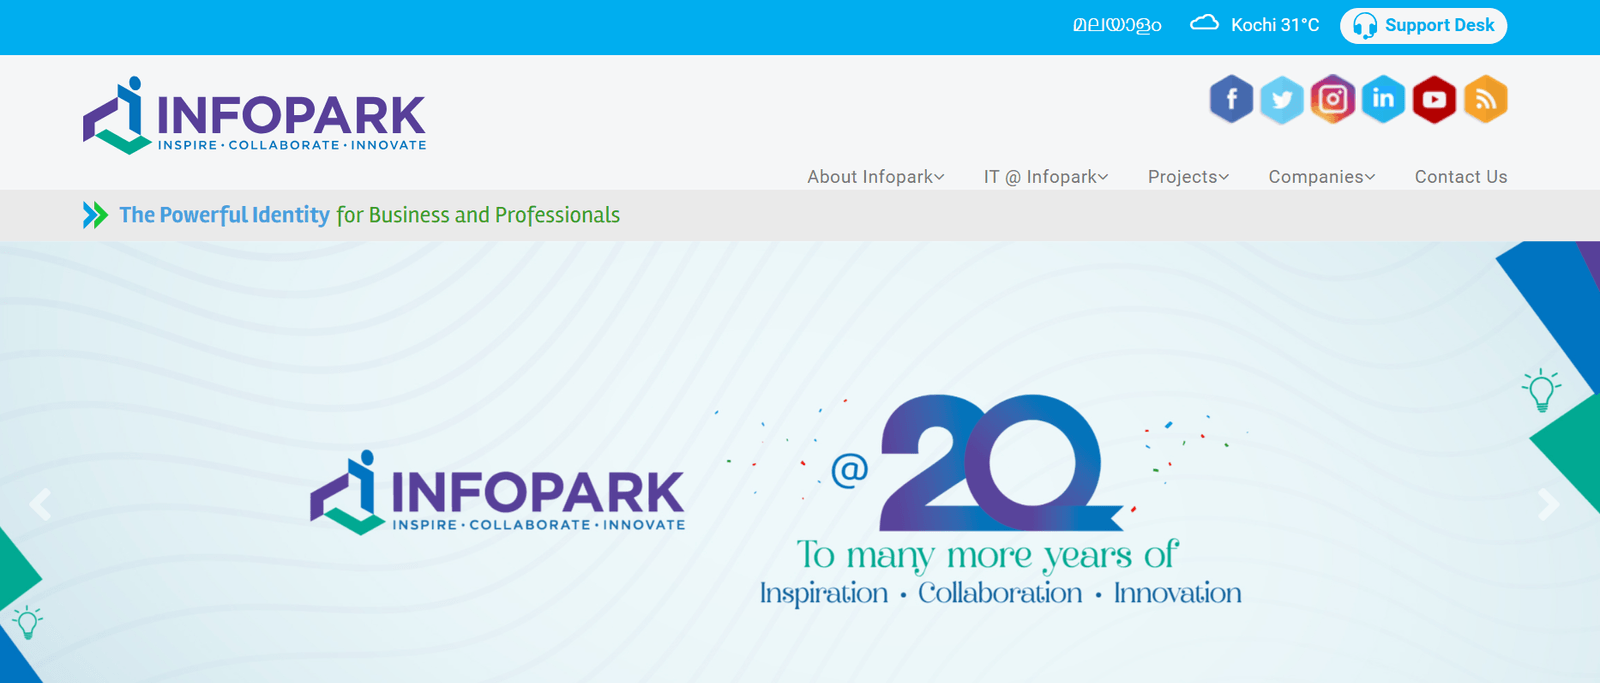 മലയാളം Kochi 31°C Support Desk
INFOPARK
INSPIRE · COLLABORATE · INNOVATE
About Infopark IT @ Infopark Projects Companies Contact Us
The Powerful Identity for Business and Professionals
INFOPARK
INSPIRE · COLLABORATE · INNOVATE
@20
To many more years of
Inspiration · Collaboration · Innovation